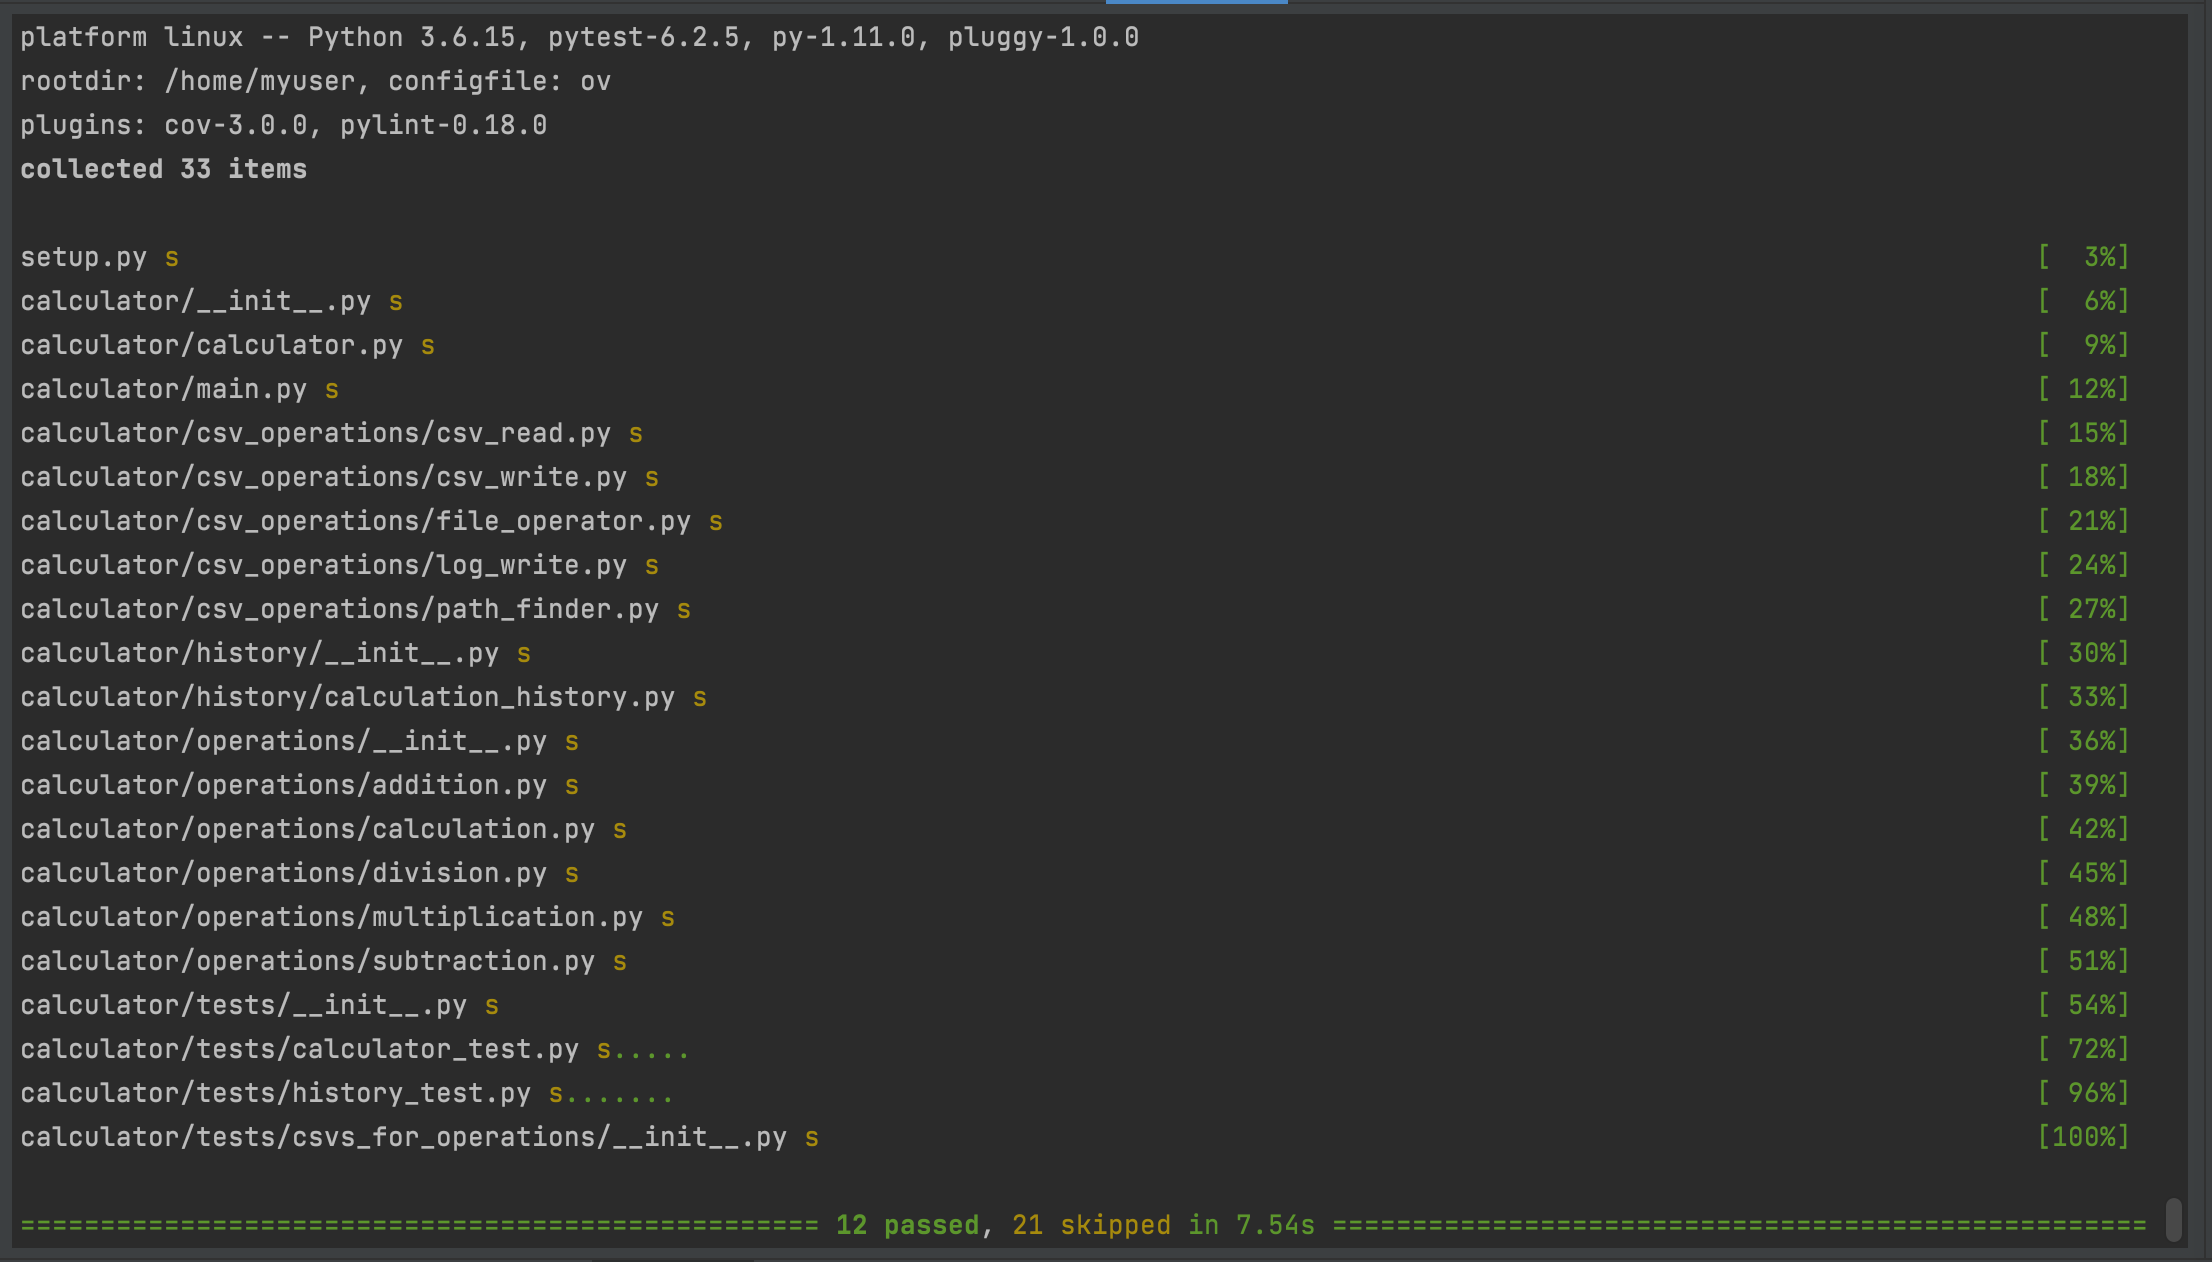 platform linux -- Python 3.6.15, pytest-6.2.5, py-1.11.0, pluggy-1.0.0
rootdir: /home/myuser, configfile: ov
plugins: cov-3.0.0, pylint-0.18.0
collected 33 items
setup.py s [  3%]
calculator/__init__.py s [  6%]
calculator/calculator.py s [  9%]
calculator/main.py s [ 12%]
calculator/csv_operations/csv_read.py s [ 15%]
calculator/csv_operations/csv_write.py s [ 18%]
calculator/csv_operations/file_operator.py s [ 21%]
calculator/csv_operations/log_write.py s [ 24%]
calculator/csv_operations/path_finder.py s [ 27%]
calculator/history/__init__.py s [ 30%]
calculator/history/calculation_history.py s [ 33%]
calculator/operations/__init__.py s [ 36%]
calculator/operations/addition.py s [ 39%]
calculator/operations/calculation.py s [ 42%]
calculator/operations/division.py s [ 45%]
calculator/operations/multiplication.py s [ 48%]
calculator/operations/subtraction.py s [ 51%]
calculator/tests/__init__.py s [ 54%]
calculator/tests/calculator_test.py s..... [ 72%]
calculator/tests/history_test.py s....... [ 96%]
calculator/tests/csvs_for_operations/__init__.py s [100%]
================================================== 12 passed, 21 skipped in 7.54s ===================================================